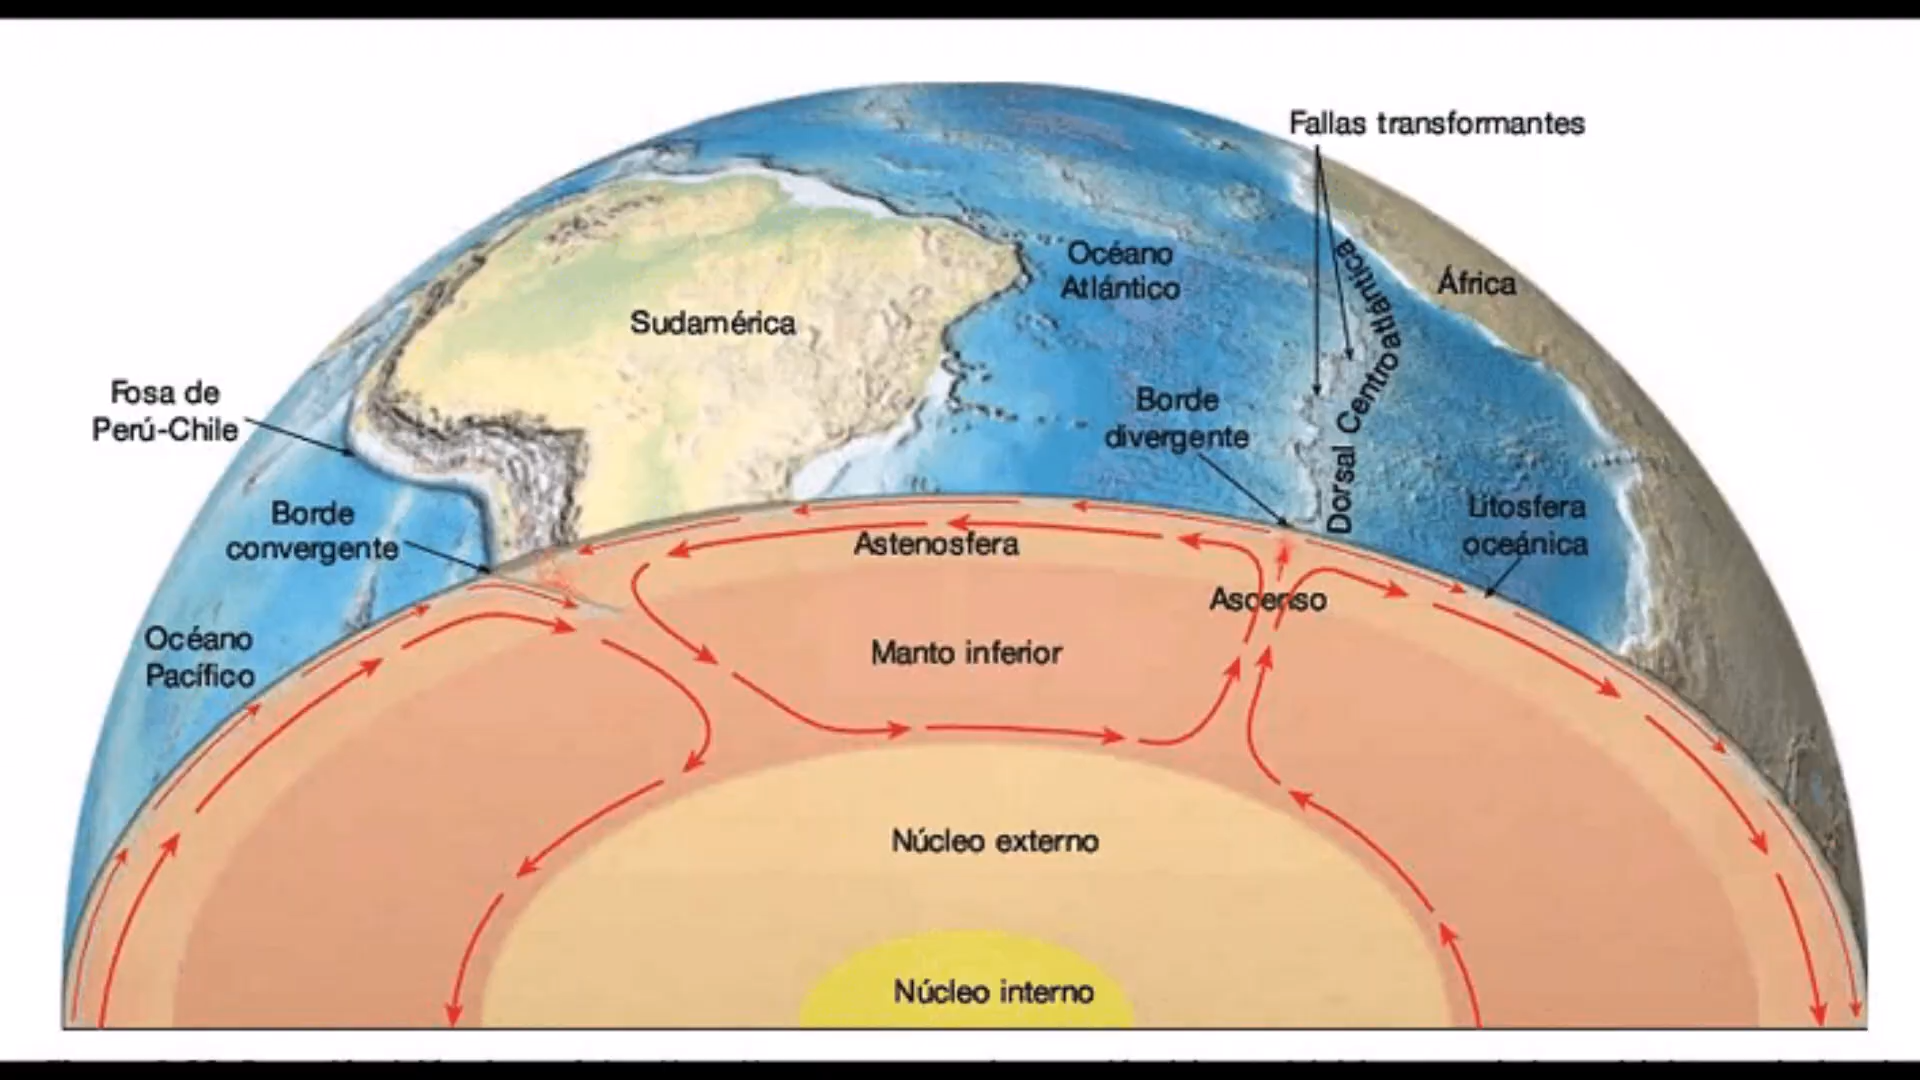 Fallas transformantes
Océano
Atlántico
África
Sudamérica
Dorsal Centroatlántica
Fosa de
Perú-Chile
Borde
divergente
Borde
convergente
Litosfera
oceánica
Astenosfera
Ascenso
Océano
Pacífico
Manto inferior
Núcleo externo
Núcleo interno